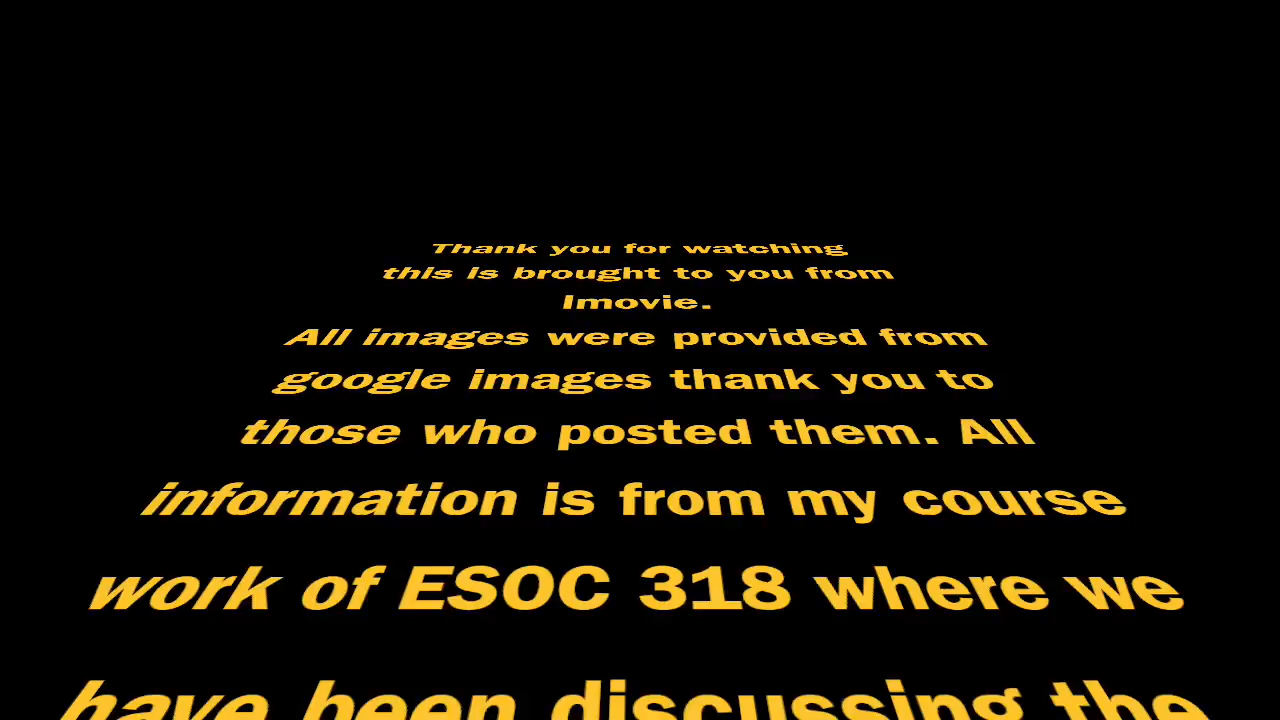 Thank you for watching
this is brought to you from
Imovie.
All images were provided from
google images thank you to
those who posted them. All
information is from my course
work of ESOC 318 where we
have been discussing the